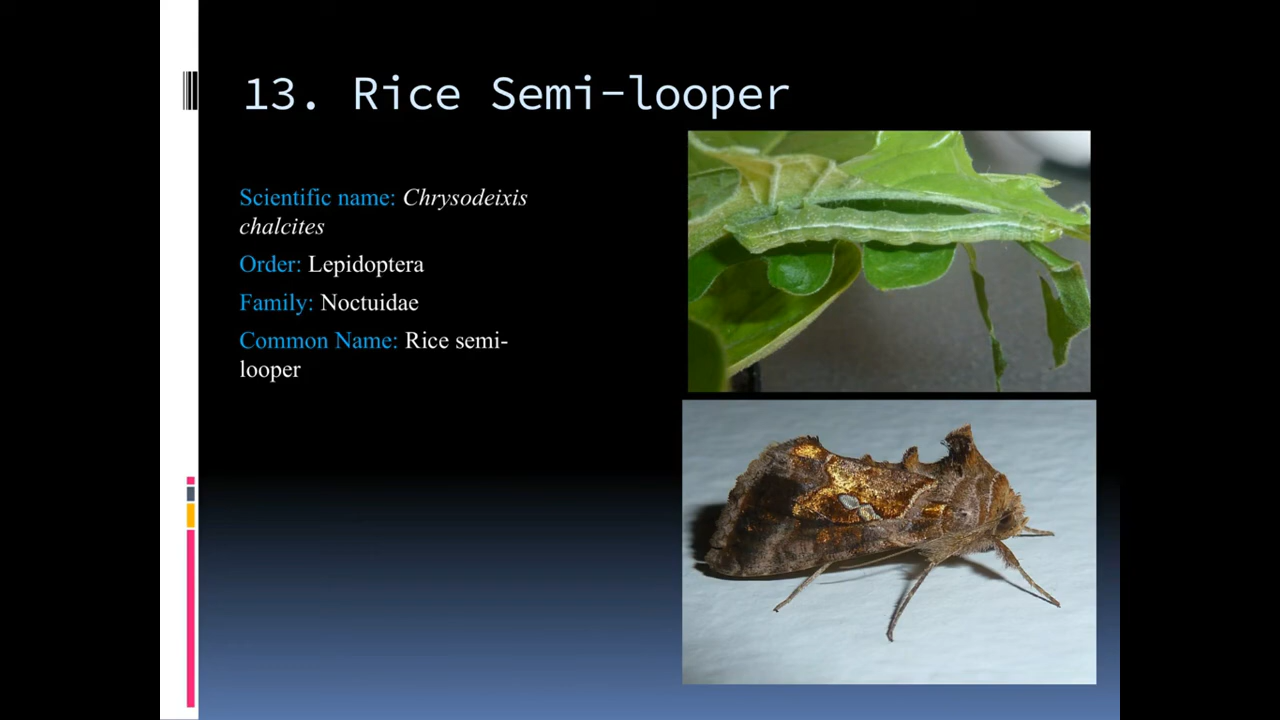 13. Rice Semi-looper
Scientific name: Chrysodeixis
chalcites
Order: Lepidoptera
Family: Noctuidae
Common Name: Rice semi-
looper